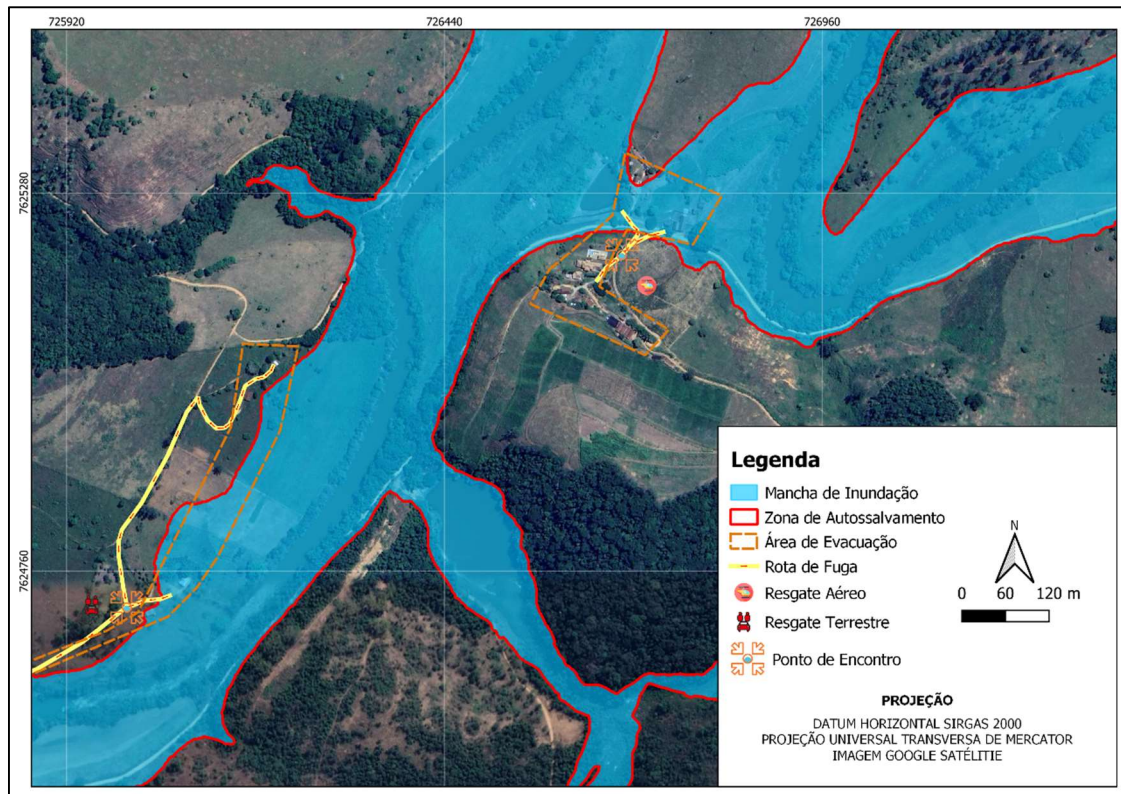 725920
726440
726960
7625280
7624760
Legenda
Mancha de Inundação
Zona de Autossalvamento
Área de Evacuação
Rota de Fuga
Resgate Aéreo
Resgate Terrestre
Ponto de Encontro
N
0 60 120 m
PROJEÇÃO
DATUM HORIZONTAL SIRGAS 2000
PROJEÇÃO UNIVERSAL TRANSVERSA DE MERCATOR
IMAGEM GOOGLE SATÉLITIE